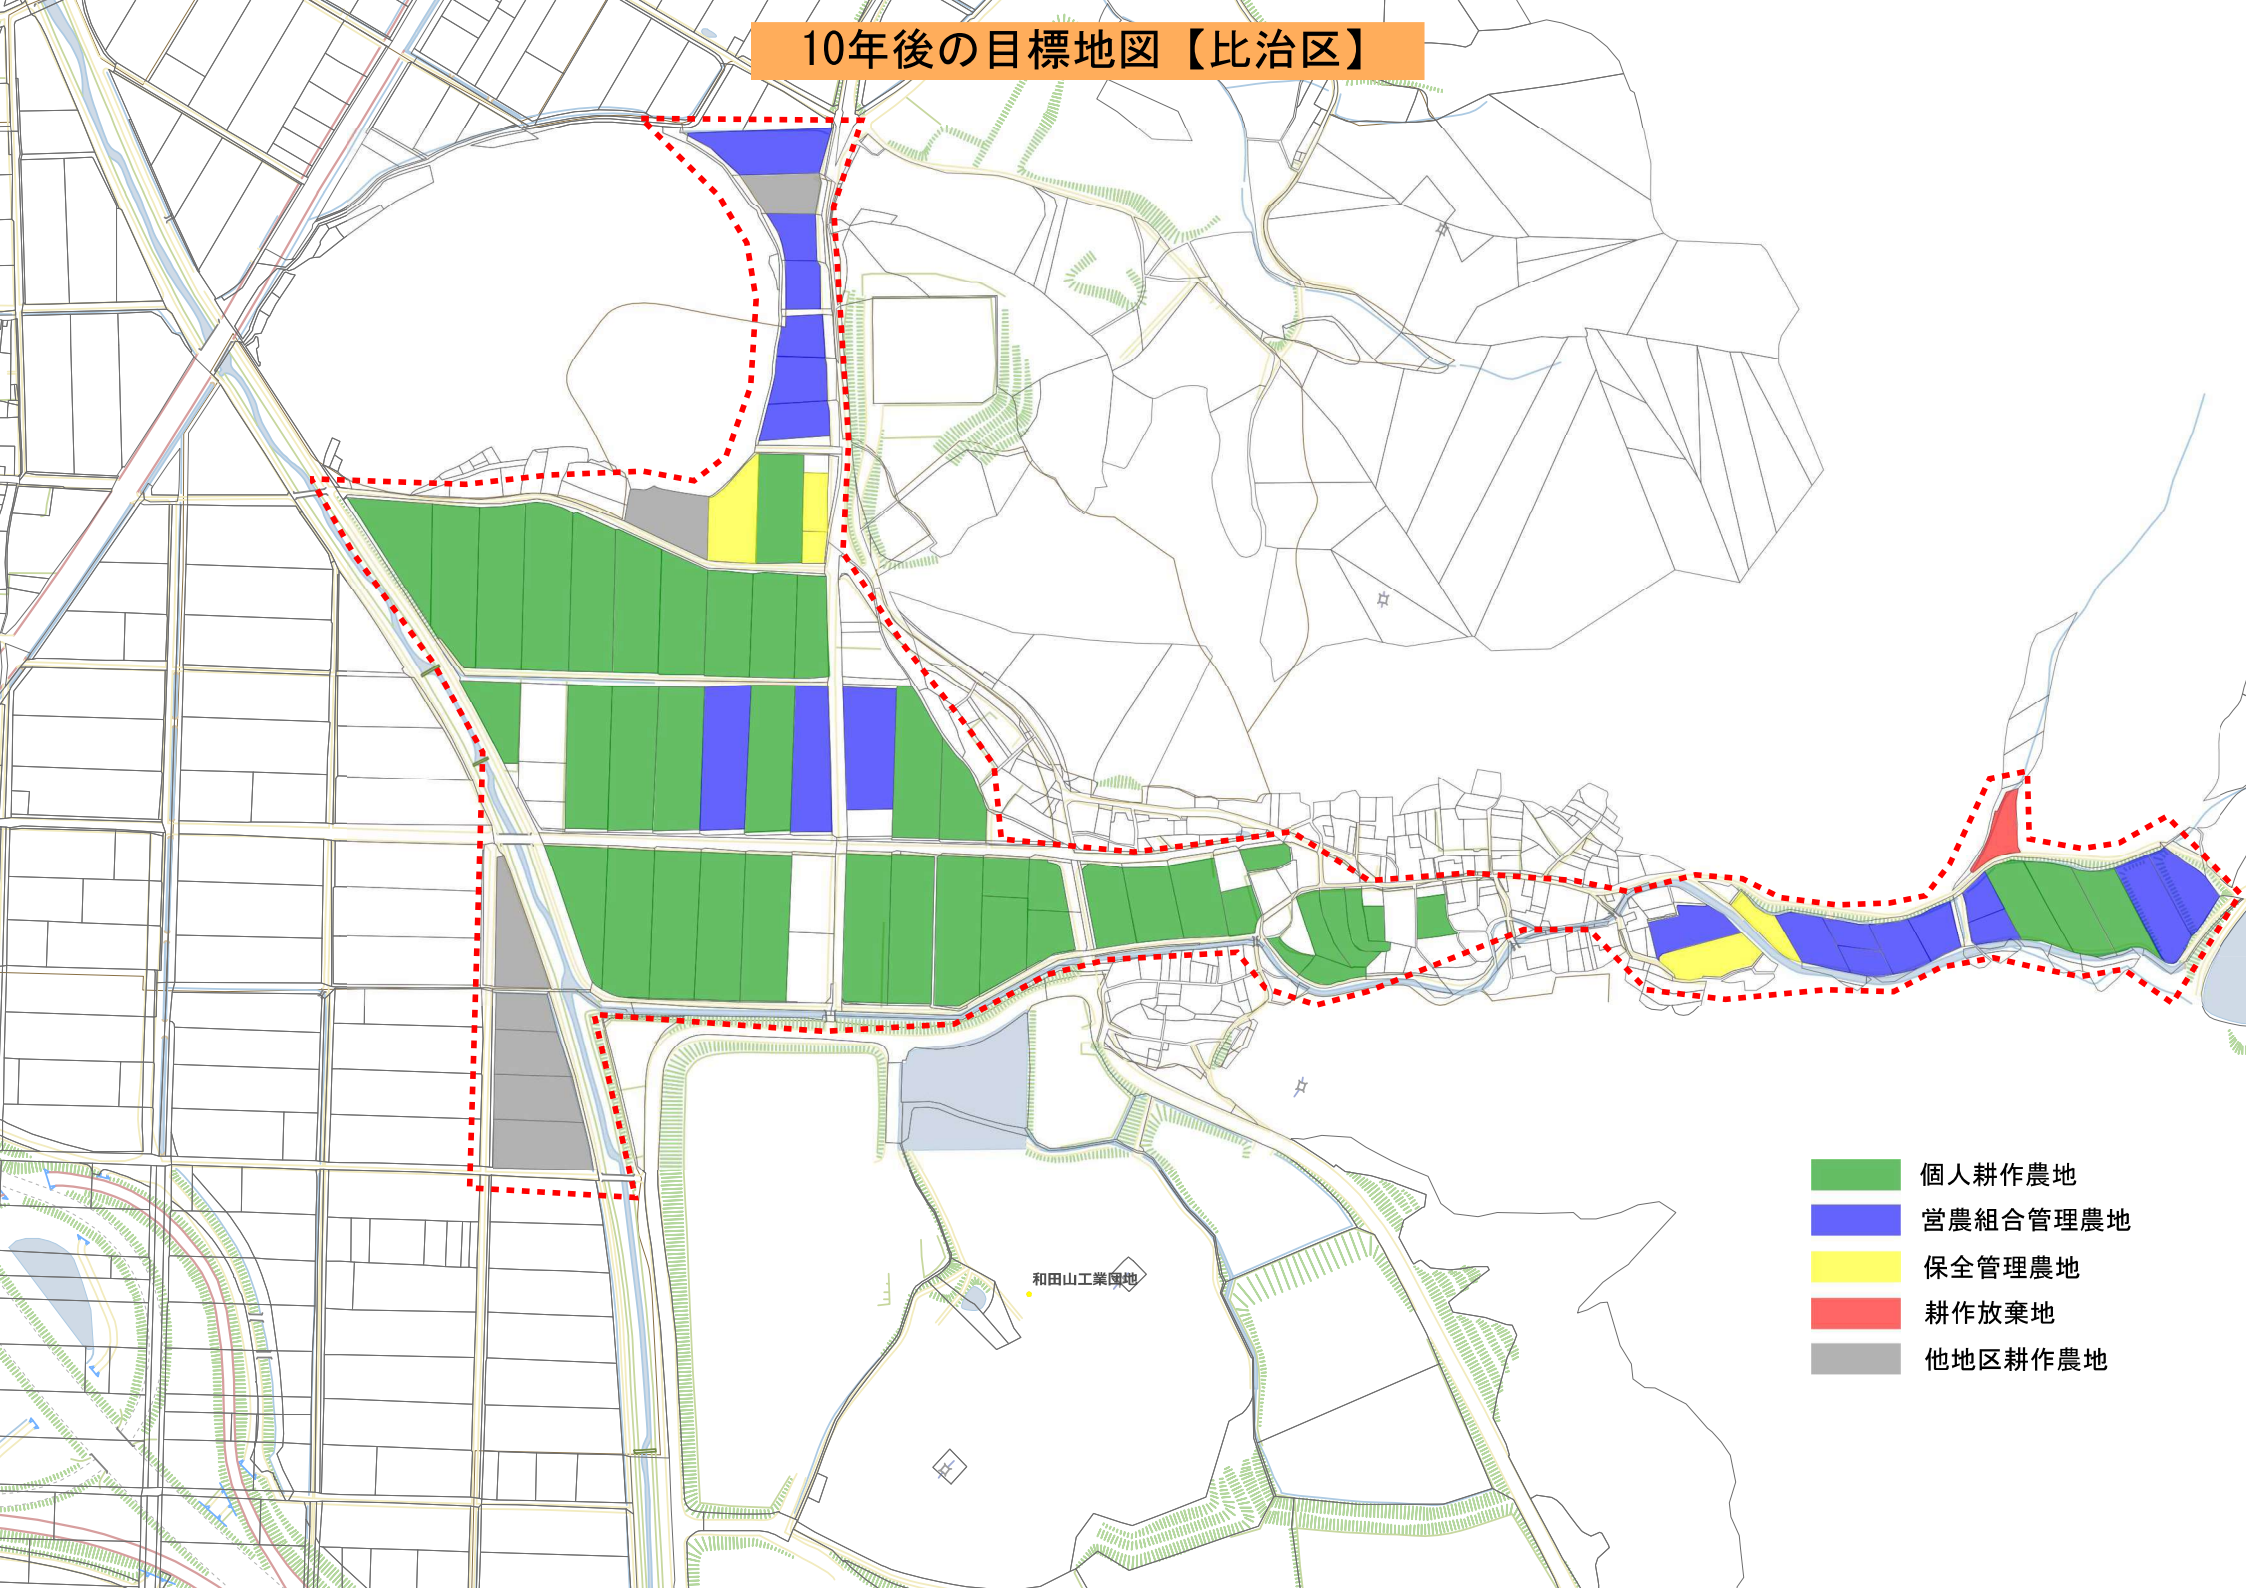 10年後の目標地図【比治区】
和田山工業団地
個人耕作農地
営農組合管理農地
保全管理農地
耕作放棄地
他地区耕作農地